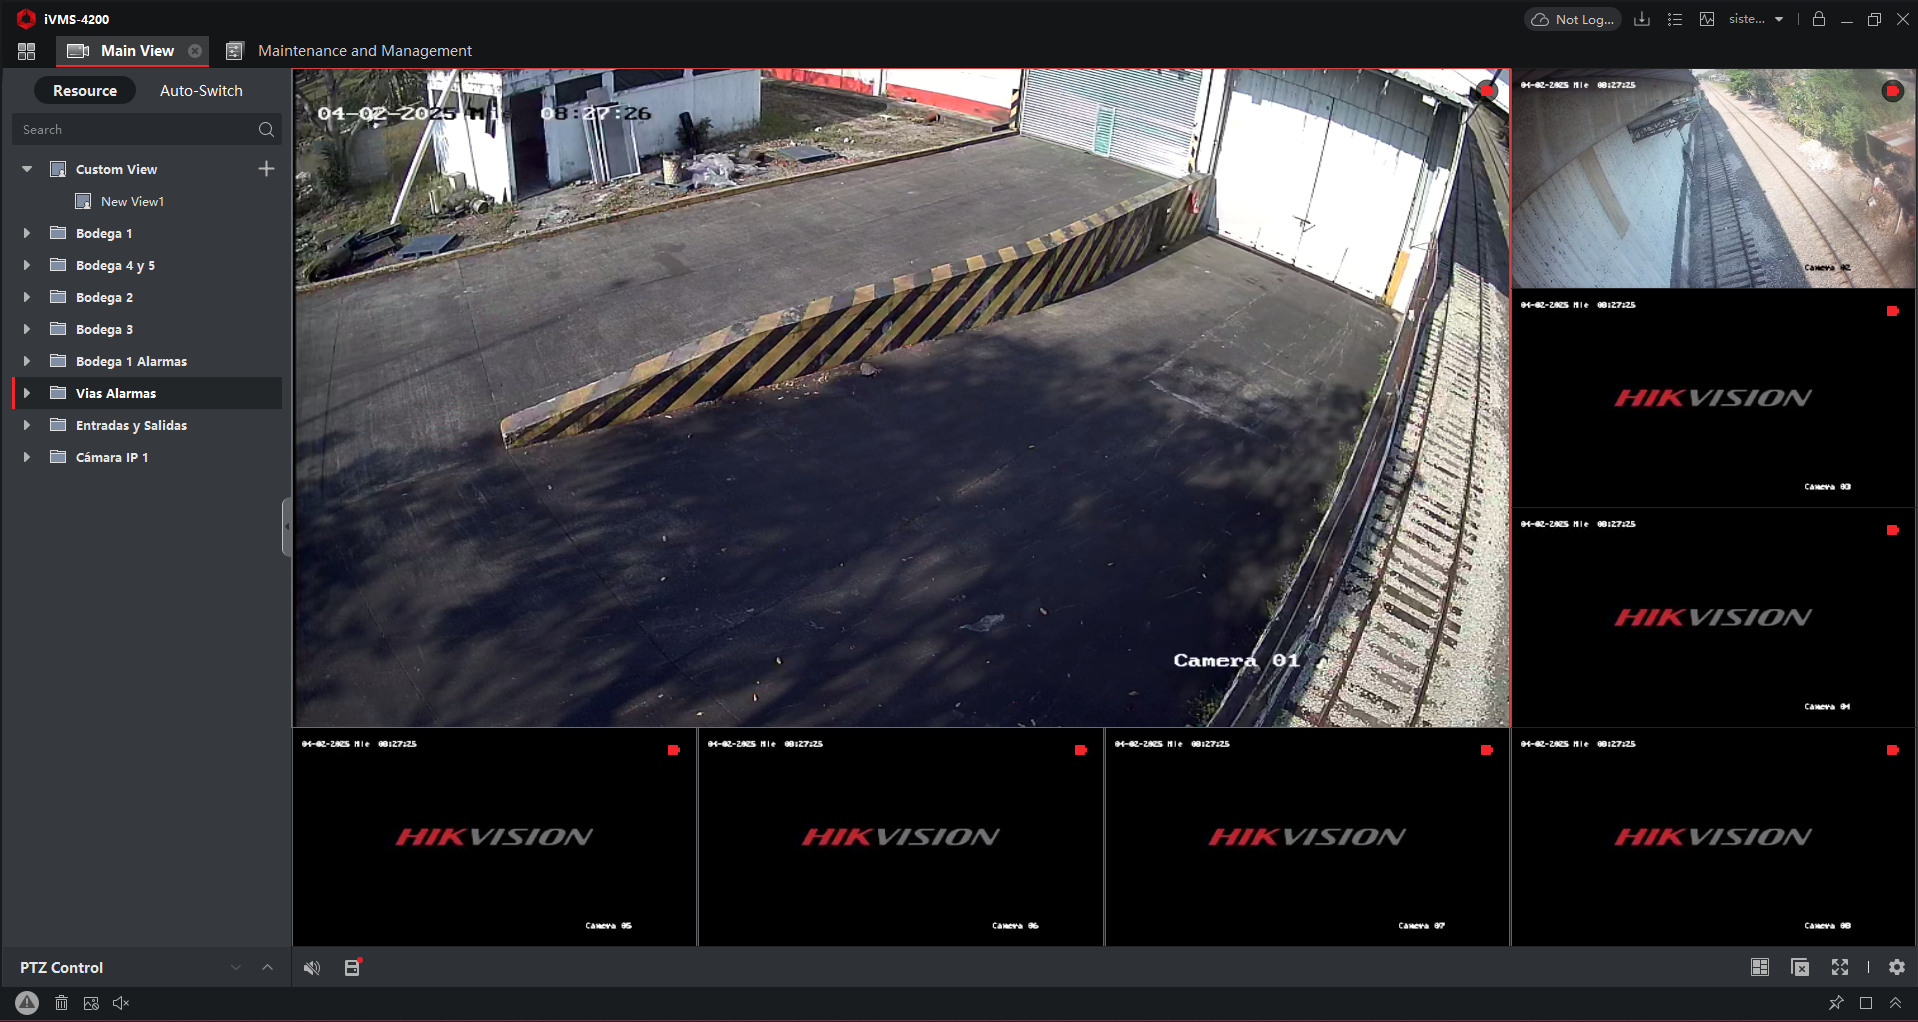 iVMS-4200
Not Log...
siste...
Main View
Maintenance and Management
Resource
Auto-Switch
Search
Custom View
New View1
Bodega 1
Bodega 4 y 5
Bodega 2
Bodega 3
Bodega 1 Alarmas
Vias Alarmas
Entradas y Salidas
Cámara IP 1
PTZ Control
04-02-2025 Mie 08:27:26
Camera 01
04-02-2025 Mie 08:27:25
Camera 02
04-02-2025 Mie 08:27:25
HIKVISION
Camera 03
04-02-2025 Mie 08:27:25
HIKVISION
Camera 04
04-02-2025 Mie 08:27:25
HIKVISION
Camera 05
04-02-2025 Mie 08:27:25
HIKVISION
Camera 06
04-02-2025 Mie 08:27:25
HIKVISION
Camera 07
04-02-2025 Mie 08:27:25
HIKVISION
Camera 08